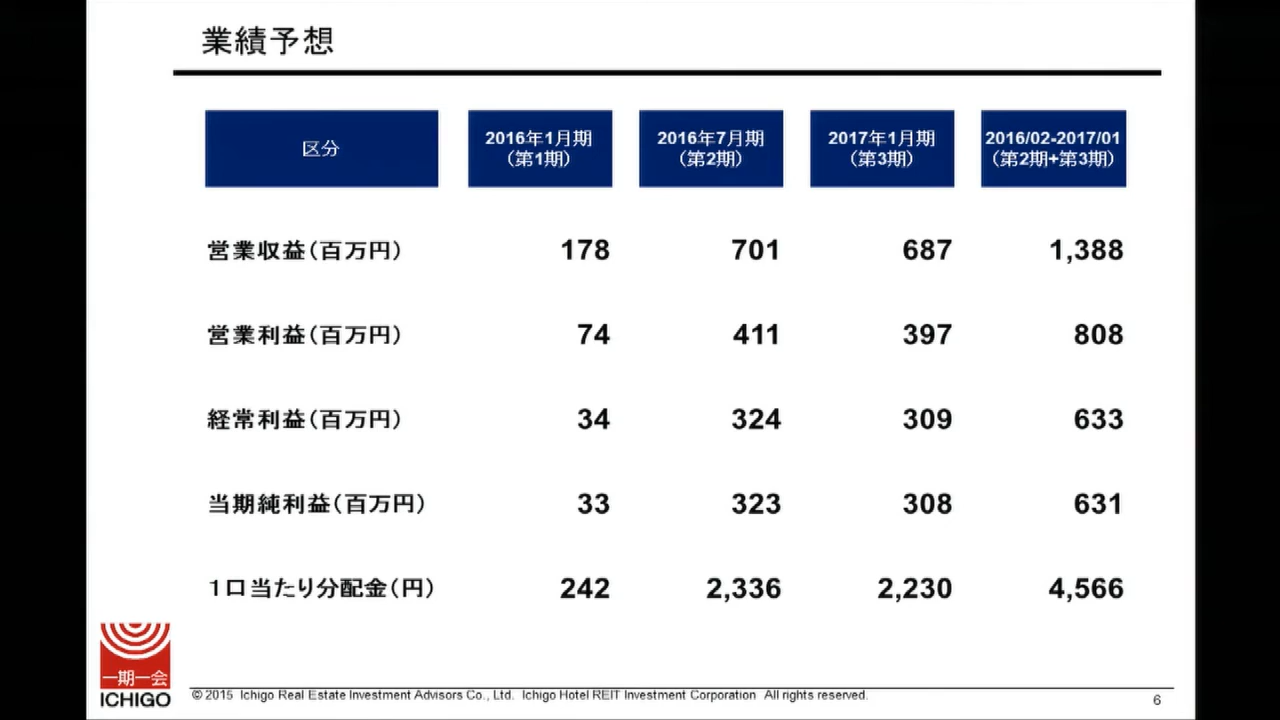 業績予想
区分
2016年1月期
（第1期）
2016年7月期
（第2期）
2017年1月期
（第3期）
2016/02-2017/01
（第2期+第3期）
営業収益（百万円） 178 701 687 1,388
営業利益（百万円） 74 411 397 808
経常利益（百万円） 34 324 309 633
当期純利益（百万円） 33 323 308 631
1口当たり分配金（円） 242 2,336 2,230 4,566
一期一会
ICHIGO
© 2015 Ichigo Real Estate Investment Advisors Co., Ltd. Ichigo Hotel REIT Investment Corporation All rights reserved.
6